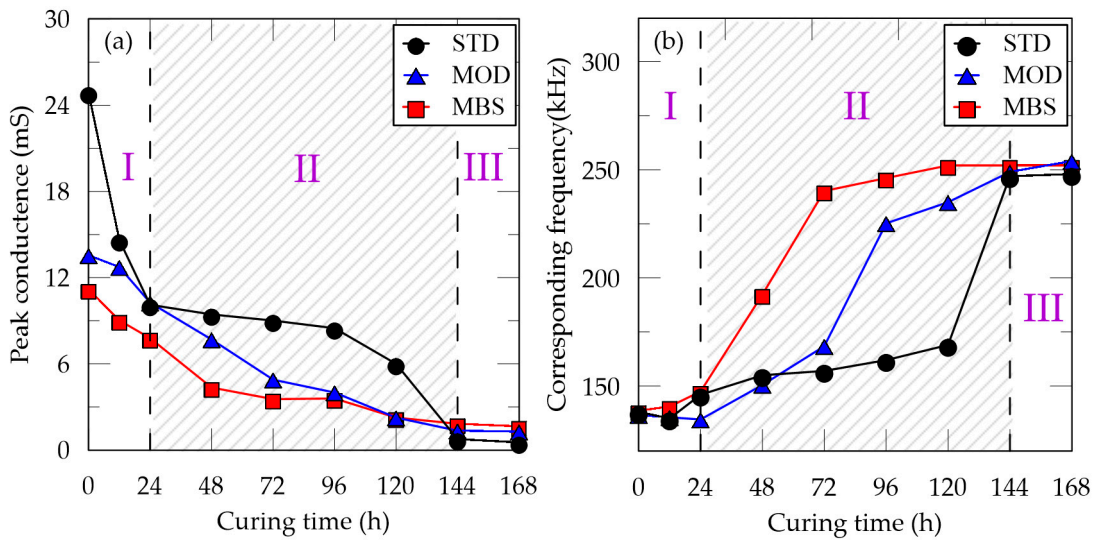 (a)
STD
MOD
MBS
I
II
III
30
24
18
12
6
0
Peak conductence (mS)
0 24 48 72 96 120 144 168
Curing time (h)
(b)
STD
MOD
MBS
I
II
III
300
250
200
150
Corresponding frequency(kHz)
0 24 48 72 96 120 144 168
Curing time (h)